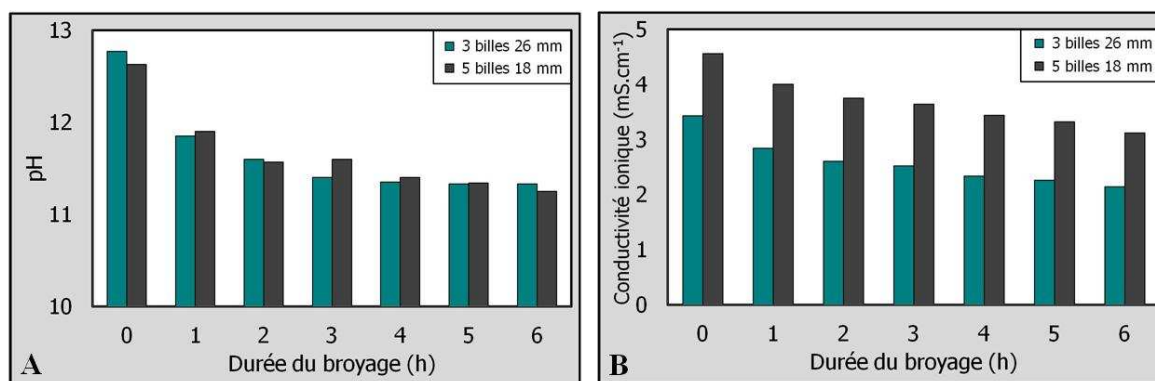 13
12
11
10
pH
3 billes 26 mm
5 billes 18 mm
0 1 2 3 4 5 6
Durée du broyage (h)
A
5
4
3
2
1
0
Conductivité ionique (mS.cm⁻¹)
3 billes 26 mm
5 billes 18 mm
0 1 2 3 4 5 6
Durée du broyage (h)
B